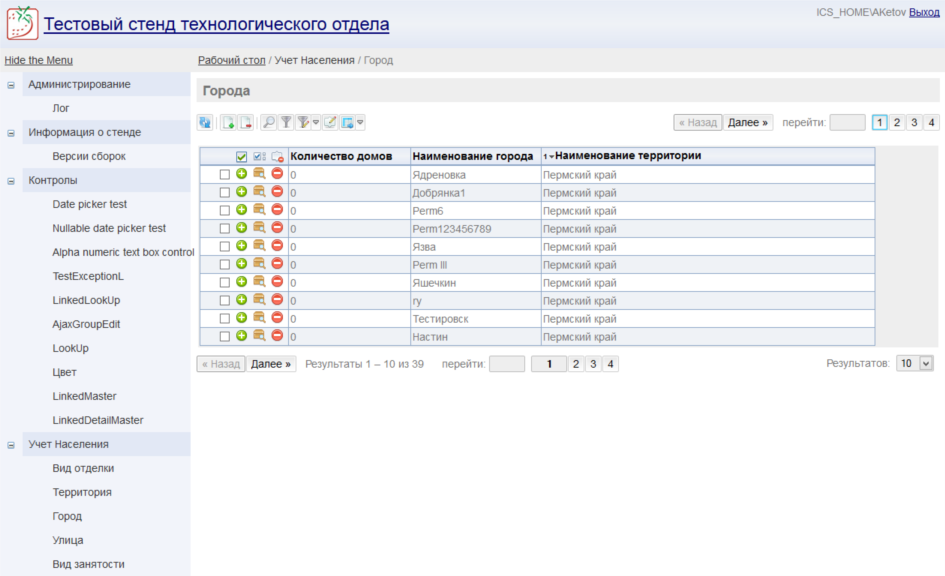 Тестовый стенд технологического отдела
ICS_HOME\AKetov Выход
Hide the Menu
Рабочий стол / Учет Населения / Город
Администрирование
Лог
Информация о стенде
Версии сборок
Контролы
Date picker test
Nullable date picker test
Alpha numeric text box control
TestExceptionL
LinkedLookUp
AjaxGroupEdit
LookUp
Цвет
LinkedMaster
LinkedDetailMaster
Учет Населения
Вид отделки
Территория
Город
Улица
Вид занятости
Города
« Назад Далее » перейти: 1 2 3 4
Количество домов Наименование города 1 Наименование территории
0 Ядреновка Пермский край
0 Добрянка1 Пермский край
0 Perm6 Пермский край
0 Perm123456789 Пермский край
0 Язва Пермский край
0 Perm III Пермский край
0 Яшечкин Пермский край
0 ry Пермский край
0 Тестировск Пермский край
0 Настин Пермский край
« Назад Далее » Результаты 1 – 10 из 39 перейти: 1 2 3 4
Результатов: 10